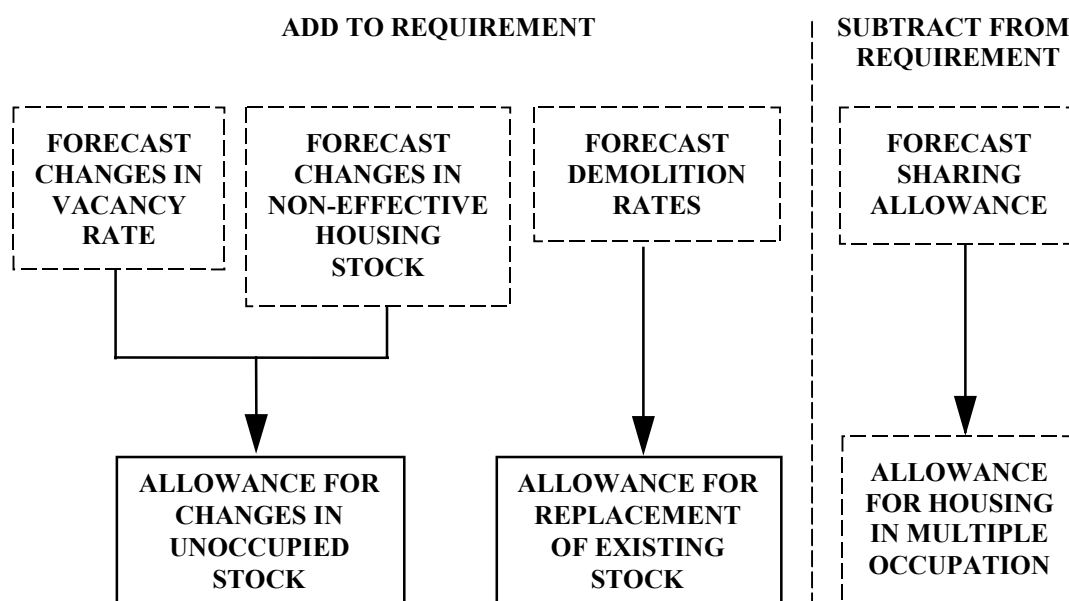 ADD TO REQUIREMENT
SUBTRACT FROM
REQUIREMENT
FORECAST
CHANGES IN
VACANCY
RATE
FORECAST
CHANGES IN
NON-EFFECTIVE
HOUSING
STOCK
FORECAST
DEMOLITION
RATES
FORECAST
SHARING
ALLOWANCE
ALLOWANCE FOR
CHANGES IN
UNOCCUPIED
STOCK
ALLOWANCE FOR
REPLACEMENT
OF EXISTING
STOCK
ALLOWANCE
FOR HOUSING
IN MULTIPLE
OCCUPATION